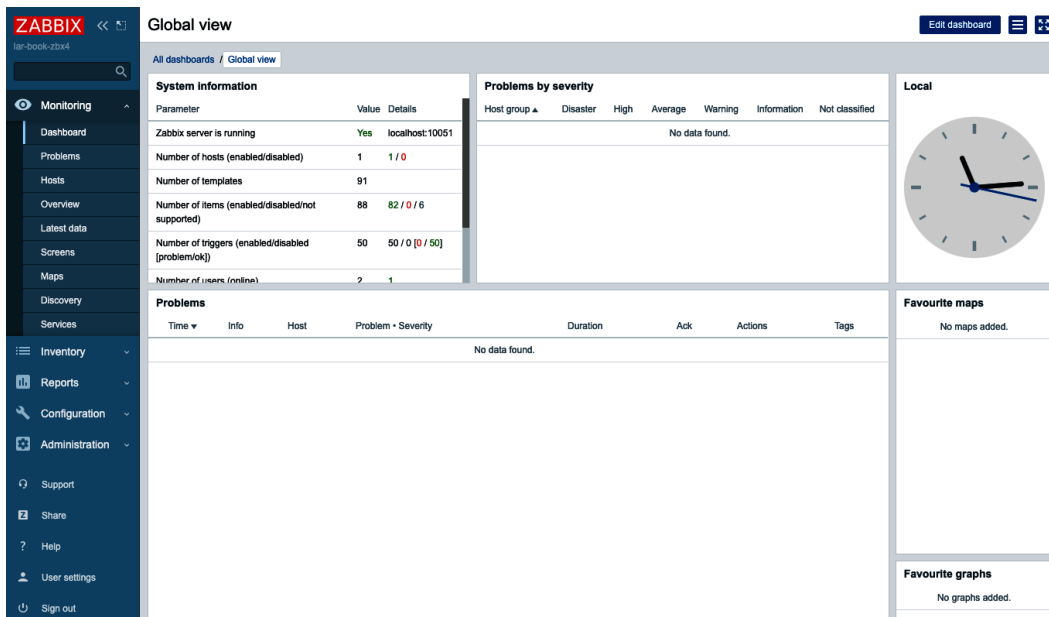 ZABBIX
lar-book-zbx4
Monitoring
Dashboard
Problems
Hosts
Overview
Latest data
Screens
Maps
Discovery
Services
Inventory
Reports
Configuration
Administration
Support
Z Share
? Help
User settings
Sign out
Global view
Edit dashboard
All dashboards / Global view
System information
Parameter Value Details
Zabbix server is running Yes localhost:10051
Number of hosts (enabled/disabled) 1 1 / 0
Number of templates 91
Number of items (enabled/disabled/not 88 82 / 0 / 6
supported)
Number of triggers (enabled/disabled 50 50 / 0 [0 / 50]
[problem/ok])
Number of users (online) 2 1
Problems by severity
Host group ▲ Disaster High Average Warning Information Not classified
No data found.
Local
Problems
Time ▼ Info Host Problem • Severity Duration Ack Actions Tags
No data found.
Favourite maps
No maps added.
Favourite graphs
No graphs added.